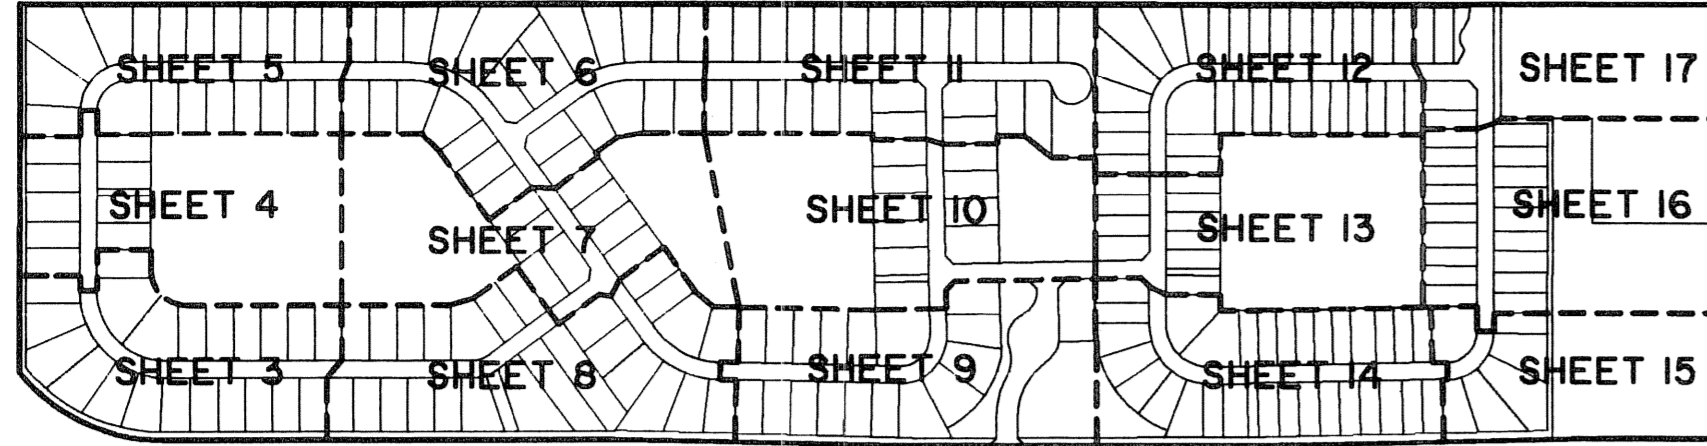 SHEET 5
SHEET 6
SHEET 11
SHEET 12
SHEET 17
SHEET 4
SHEET 7
SHEET 10
SHEET 13
SHEET 16
SHEET 3
SHEET 8
SHEET 9
SHEET 14
SHEET 15